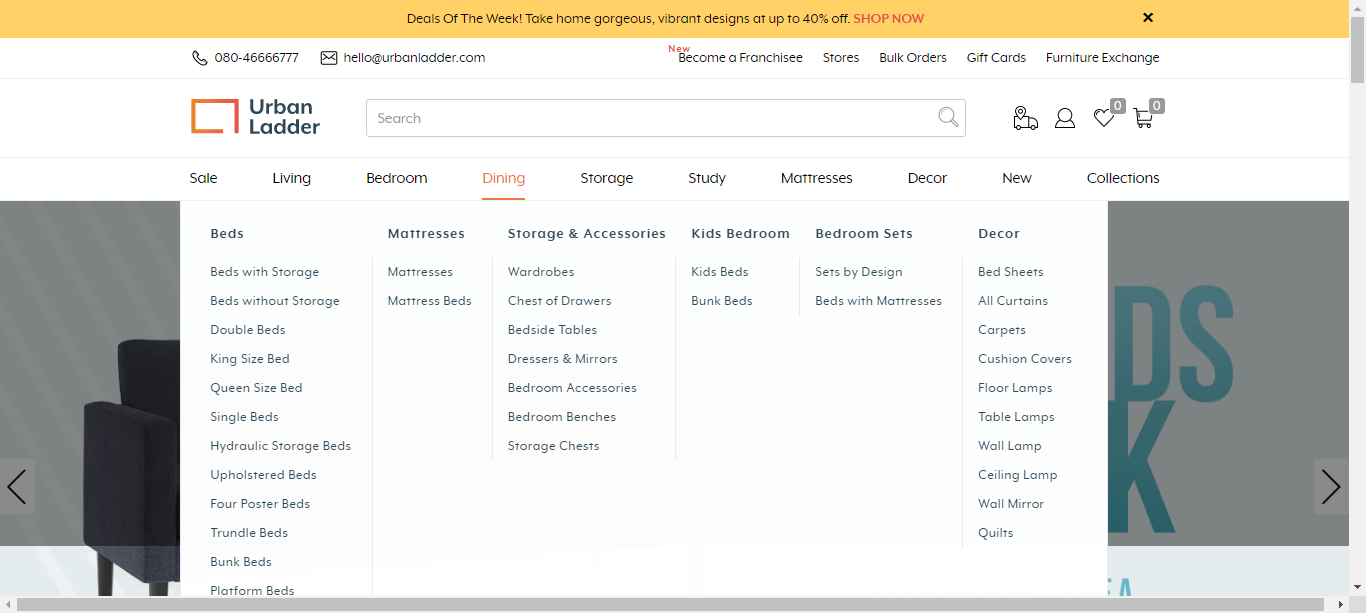 Deals Of The Week! Take home gorgeous, vibrant designs at up to 40% off. SHOP NOW
080-46666777
hello@urbanladder.com
New
Become a Franchisee
Stores
Bulk Orders
Gift Cards
Furniture Exchange
Urban
Ladder
Search
0
0
Sale
Living
Bedroom
Dining
Storage
Study
Mattresses
Decor
New
Collections
Beds
Beds with Storage
Beds without Storage
Double Beds
King Size Bed
Queen Size Bed
Single Beds
Hydraulic Storage Beds
Upholstered Beds
Four Poster Beds
Trundle Beds
Bunk Beds
Platform Beds
Mattresses
Mattresses
Mattress Beds
Storage & Accessories
Wardrobes
Chest of Drawers
Bedside Tables
Dressers & Mirrors
Bedroom Accessories
Bedroom Benches
Storage Chests
Kids Bedroom
Kids Beds
Bunk Beds
Bedroom Sets
Sets by Design
Beds with Mattresses
Decor
Bed Sheets
All Curtains
Carpets
Cushion Covers
Floor Lamps
Table Lamps
Wall Lamp
Ceiling Lamp
Wall Mirror
Quilts